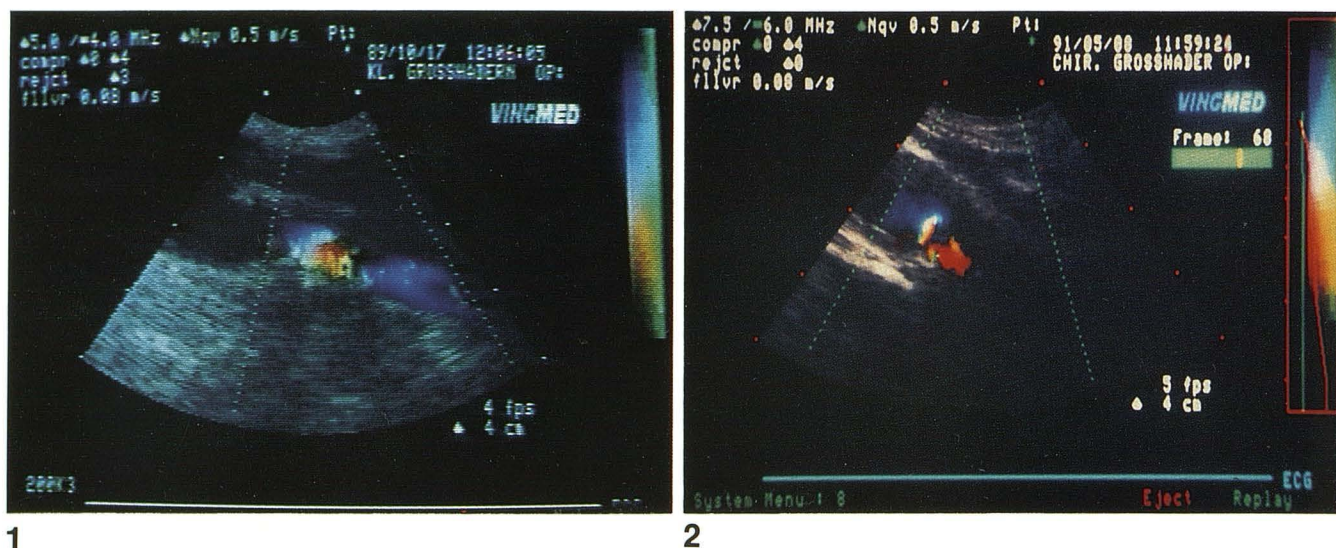 5.0 / 4.0 MHz Nqv 0.5 m/s Pt:
compr 0 4
rejct 3
fllvr 0.08 m/s
89/10/17 12:06:05
KL. GROSSHADERN OP:
VINGMED
4 fps
4 cm
1
7.5 / 6.0 MHz Nqv 0.5 m/s Pt:
compr 0 4
rejct 0
fllvr 0.08 m/s
91/05/08 11:59:24
CHIR. GROSSHADER OP:
VINGMED
Frame: 68
5 fps
4 cm
ECG
System Menu : 8 Eject Replay
2